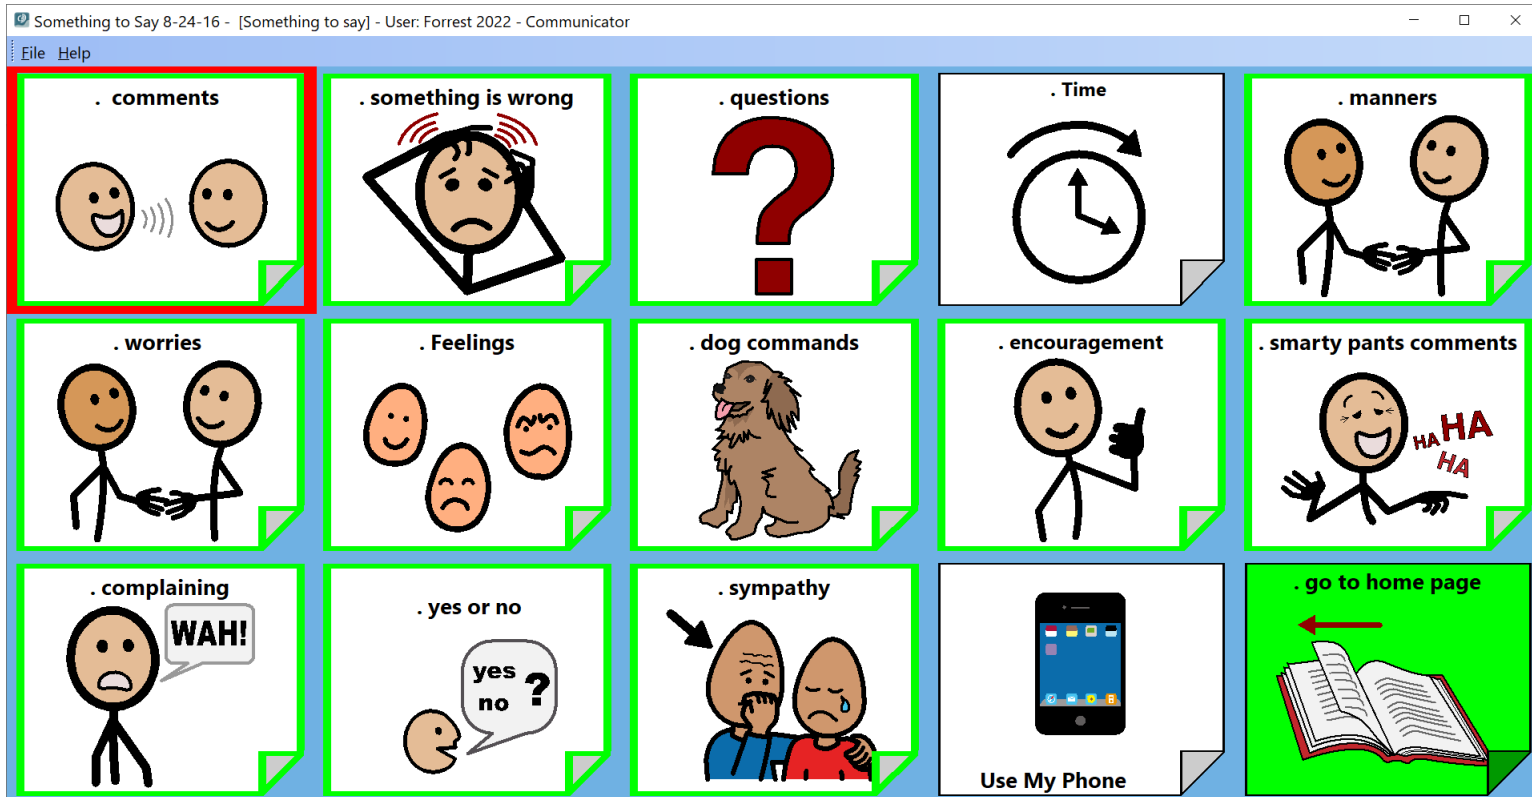 Something to Say 8-24-16 - [Something to say] - User: Forrest 2022 - Communicator
File Help
. comments
. something is wrong
. questions
. Time
. manners
. worries
. Feelings
. dog commands
. encouragement
. smarty pants comments
HA HA
HA
. complaining
WAH!
. yes or no
yes
no ?
. sympathy
Use My Phone
. go to home page